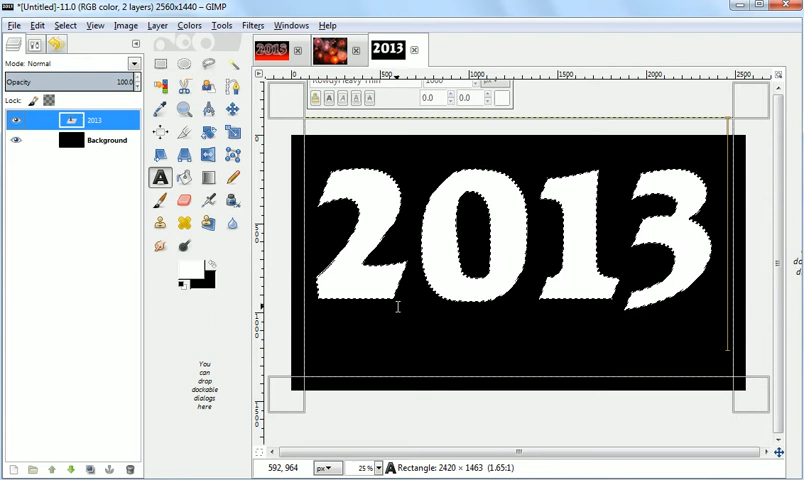 2013 *[Untitled]-11.0 (RGB color, 2 layers) 2560x1440 – GIMP
File Edit Select View Image Layer Colors Tools Filters Windows Help
2013 2013
Mode: Normal
Opacity 100.0
Lock:
0.0 0.0
0 500 1000 1500 2000 2500
2013
Background
2013
You
can
drop
dockable
dialogs
here
592, 964 px 25 % Rectangle: 2420 × 1463 (1.65:1)